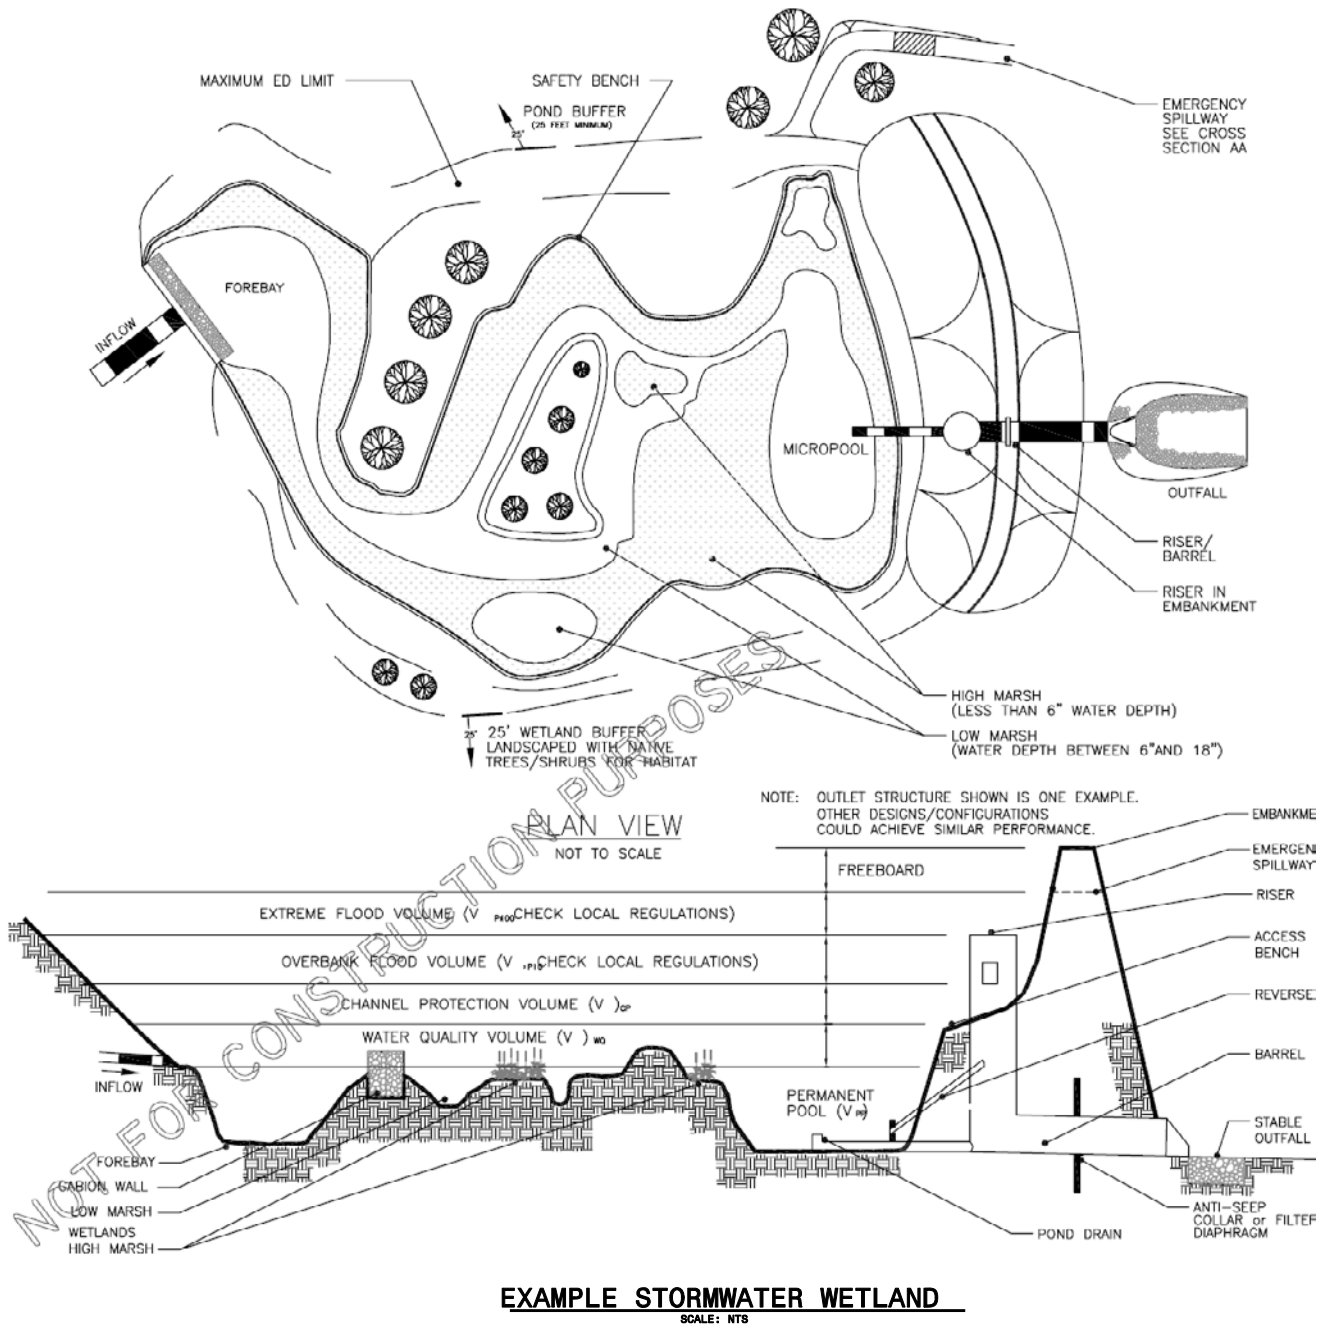 MAXIMUM ED LIMIT
SAFETY BENCH
POND BUFFER
(25 FEET MINIMUM)
25'
EMERGENCY
SPILLWAY
SEE CROSS
SECTION AA
FOREBAY
INFLOW
MICROPOOL
OUTFALL
RISER/
BARREL
RISER IN
EMBANKMENT
HIGH MARSH
(LESS THAN 6" WATER DEPTH)
LOW MARSH
(WATER DEPTH BETWEEN 6"AND 18")
25'
25' WETLAND BUFFER
LANDSCAPED WITH NATIVE
TREES/SHRUBS FOR HABITAT
NOT FOR CONSTRUCTION PURPOSES
PLAN VIEW
NOT TO SCALE
NOTE: OUTLET STRUCTURE SHOWN IS ONE EXAMPLE.
OTHER DESIGNS/CONFIGURATIONS
COULD ACHIEVE SIMILAR PERFORMANCE.
EMBANKME
FREEBOARD
EMERGEN
SPILLWAY
RISER
EXTREME FLOOD VOLUME (V CHECK LOCAL REGULATIONS)
OVERBANK FLOOD VOLUME (V CHECK LOCAL REGULATIONS)
ACCESS
BENCH
CHANNEL PROTECTION VOLUME (V )CP
REVERSE
WATER QUALITY VOLUME (V ) WQ
BARREL
INFLOW
PERMANENT
POOL (V PP)
STABLE
OUTFALL
FOREBAY
GABION WALL
LOW MARSH
WETLANDS
HIGH MARSH
POND DRAIN
ANTI-SEEP
COLLAR or FILTER
DIAPHRAGM
EXAMPLE STORMWATER WETLAND
SCALE: NTS